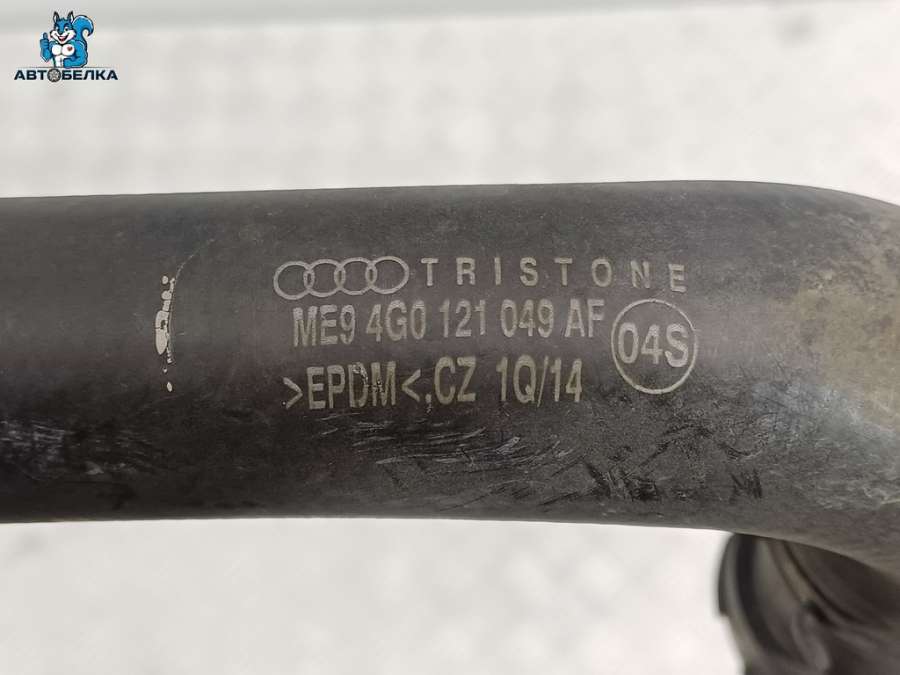 АВТОБЕЛКА
TRISTONE
ME9 4G0 121 049 AF
04S
>EPDM<.CZ 1Q/14